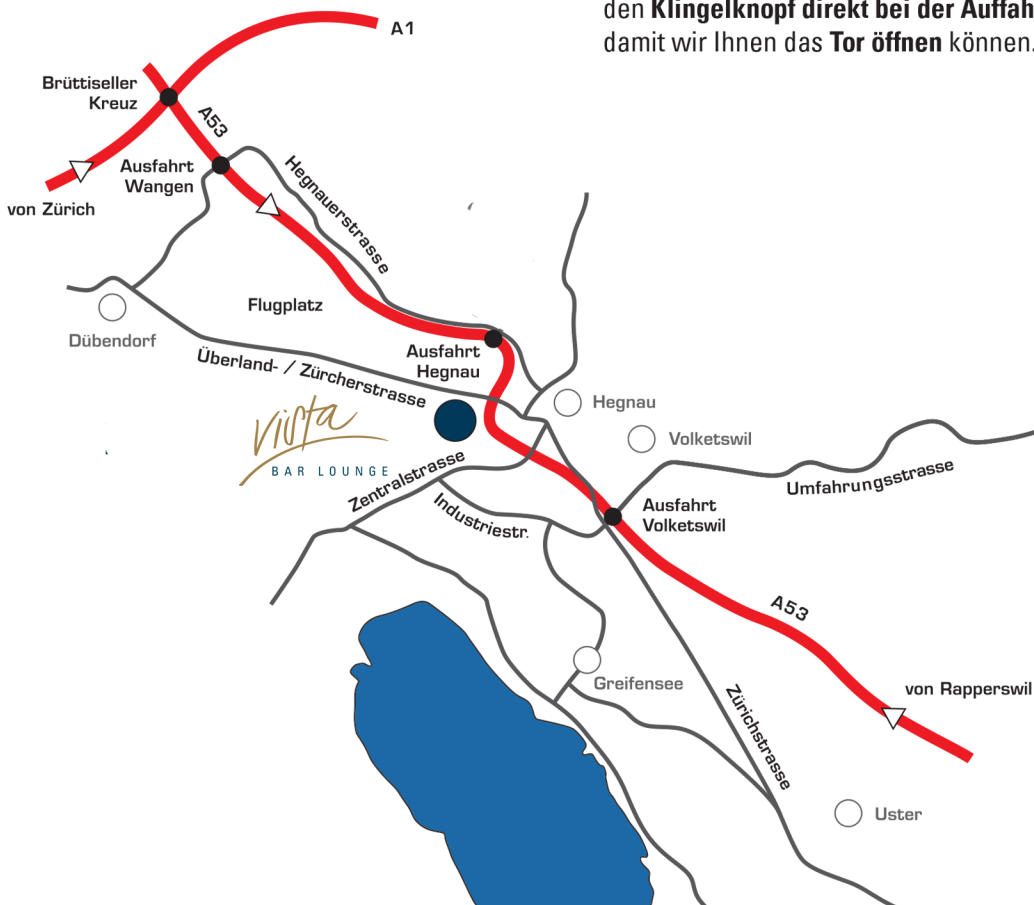 den Klingelknopf direkt bei der Auffah
damit wir Ihnen das Tor öffnen können.
A1
Brüttiseller
Kreuz
A53
Ausfahrt
Wangen
von Zürich
Hegnauerstrasse
Flugplatz
Dübendorf
Ausfahrt
Hegnau
Überland- / Zürcherstrasse
Hegnau
Volketswil
Vista
BAR LOUNGE
Zentralstrasse
Industriestr.
Umfahrungsstrasse
Ausfahrt
Volketswil
A53
Greifensee
von Rapperswil
Zürichstrasse
Uster